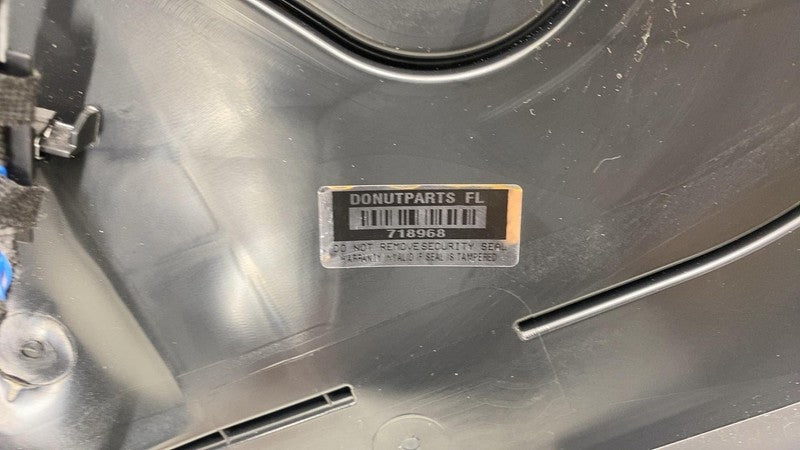 DONUTPARTS FL
718968
DO NOT REMOVE SECURITY SEAL
WARRANTY INVALID IF SEAL IS TAMPERED